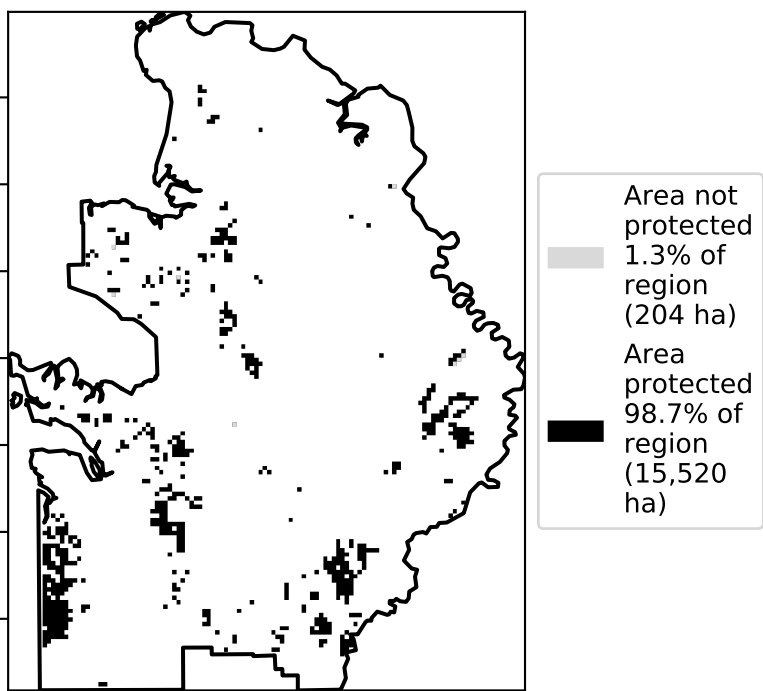 Area not
protected
1.3% of
region
(204 ha)
Area
protected
98.7% of
region
(15,520
ha)